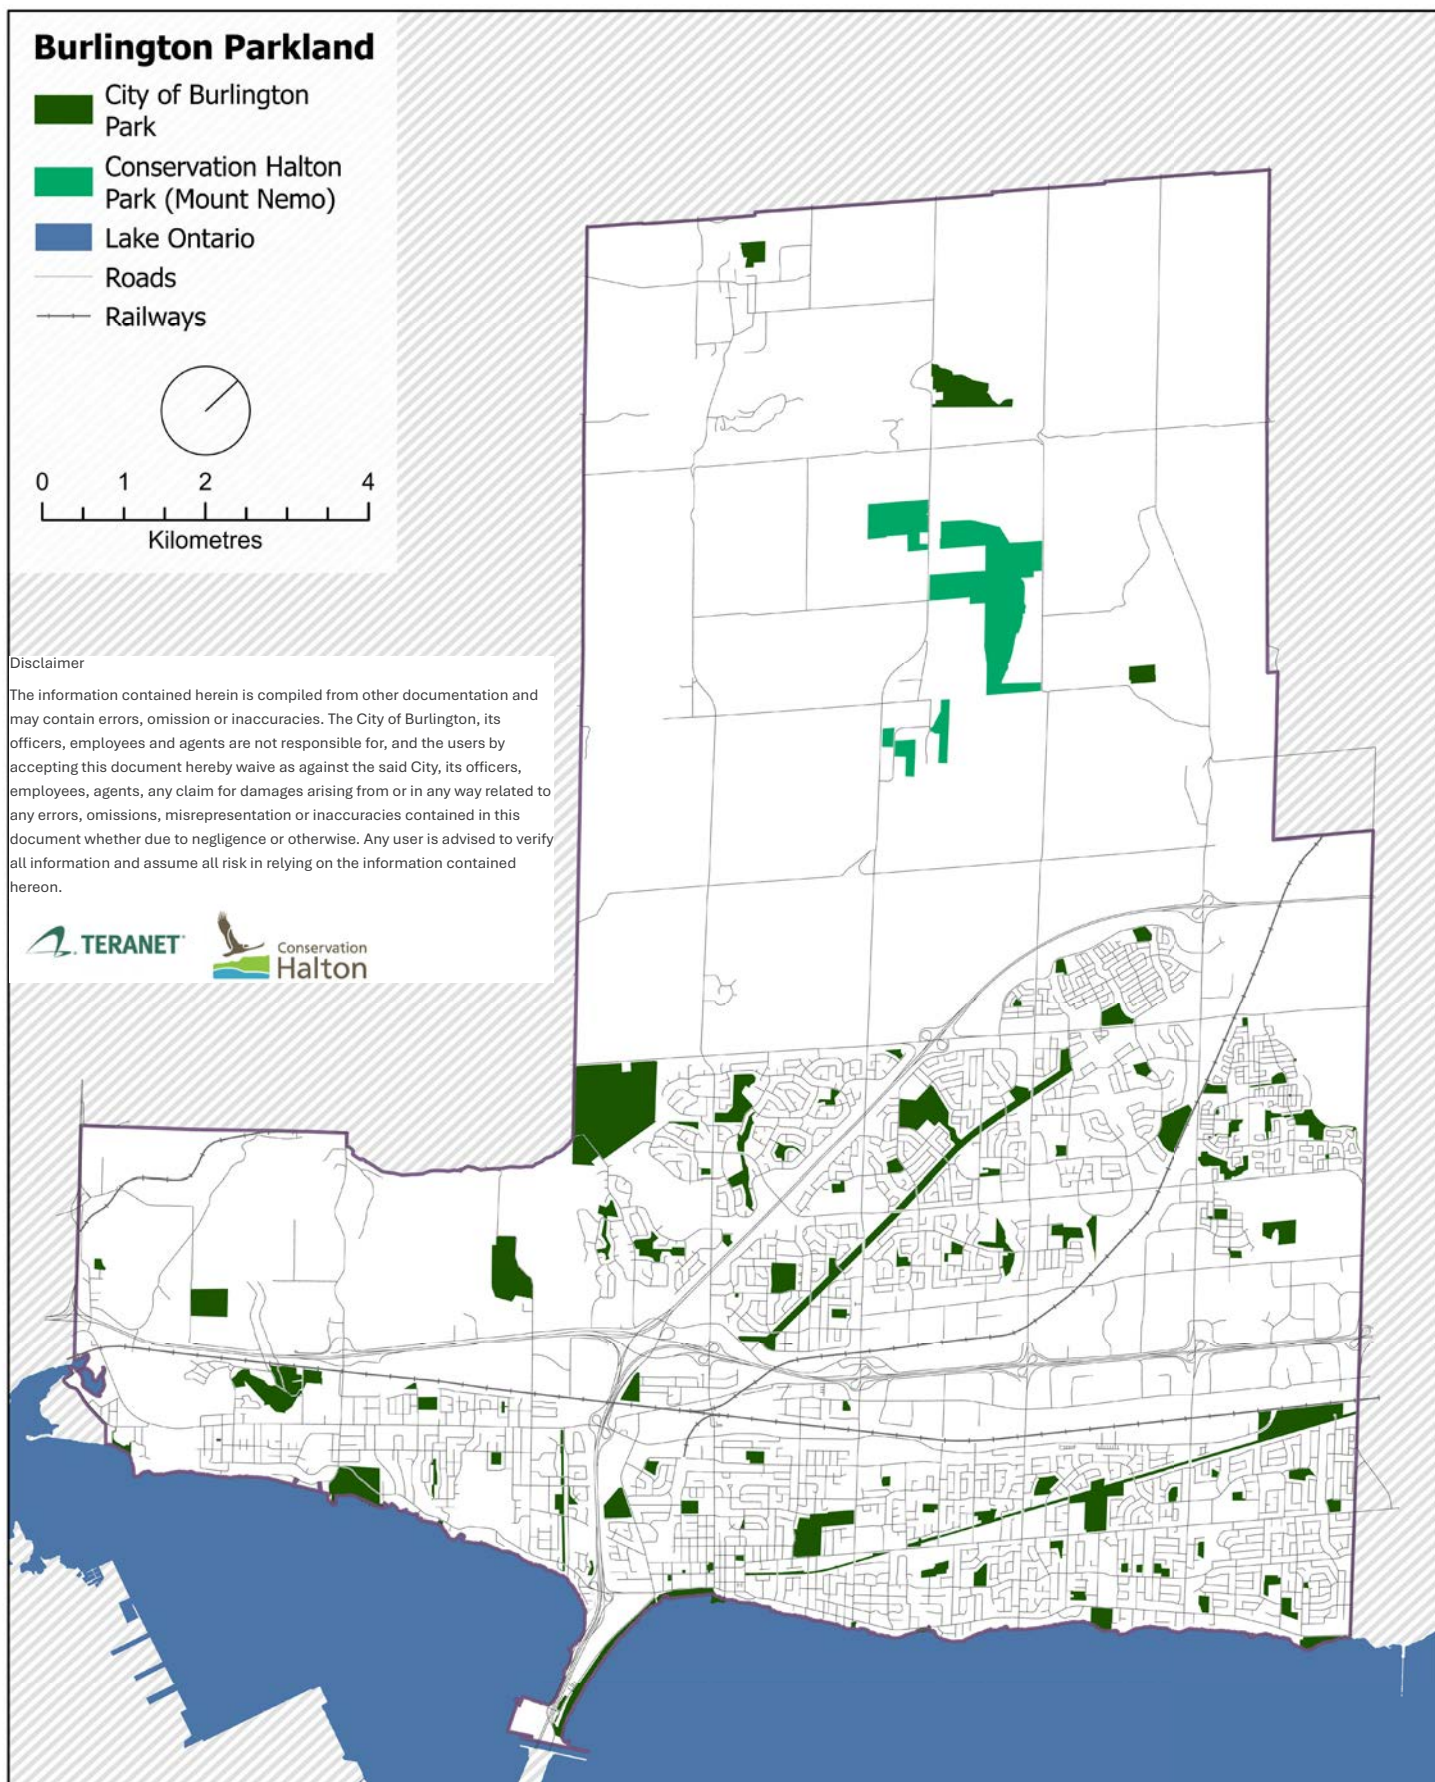 Burlington Parkland
City of Burlington
Park
Conservation Halton
Park (Mount Nemo)
Lake Ontario
Roads
Railways
0 1 2 4
Kilometres
Disclaimer
The information contained herein is compiled from other documentation and
may contain errors, omission or inaccuracies. The City of Burlington, its
officers, employees and agents are not responsible for, and the users by
accepting this document hereby waive as against the said City, its officers,
employees, agents, any claim for damages arising from or in any way related to
any errors, omissions, misrepresentation or inaccuracies contained in this
document whether due to negligence or otherwise. Any user is advised to verify
all information and assume all risk in relying on the information contained
hereon.
TERANET
Conservation
Halton